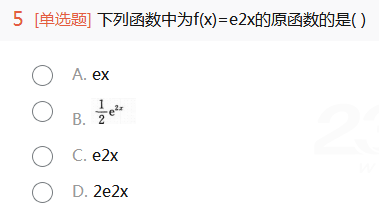 5 [单选题] 下列函数中为f(x)=e2x的原函数的是( )
A. ex
B. 1/2 e^{2x}
C. e2x
D. 2e2x